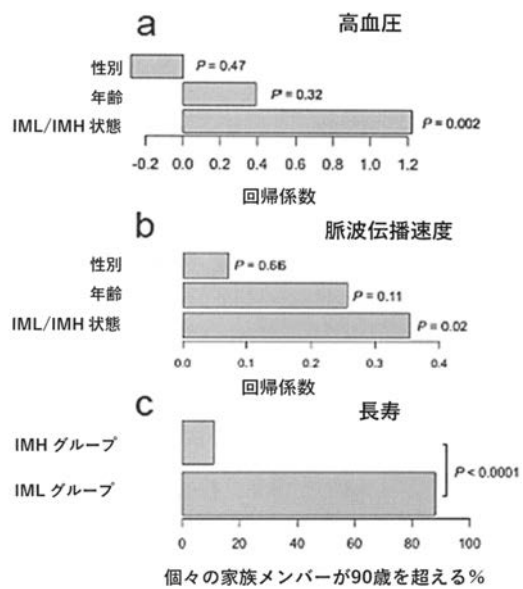 a 高血圧
性別 P = 0.47
年齢 P = 0.32
IML/IMH 状態 P = 0.002
-0.2 0.0 0.2 0.4 0.6 0.8 1.0 1.2
回帰係数
b 脈波伝播速度
性別 P = 0.66
年齢 P = 0.11
IML/IMH 状態 P = 0.02
0.0 0.1 0.2 0.3 0.4
回帰係数
c 長寿
IMH グループ
P < 0.0001
IML グループ
0 20 40 60 80 100
個々の家族メンバーが90歳を超える%